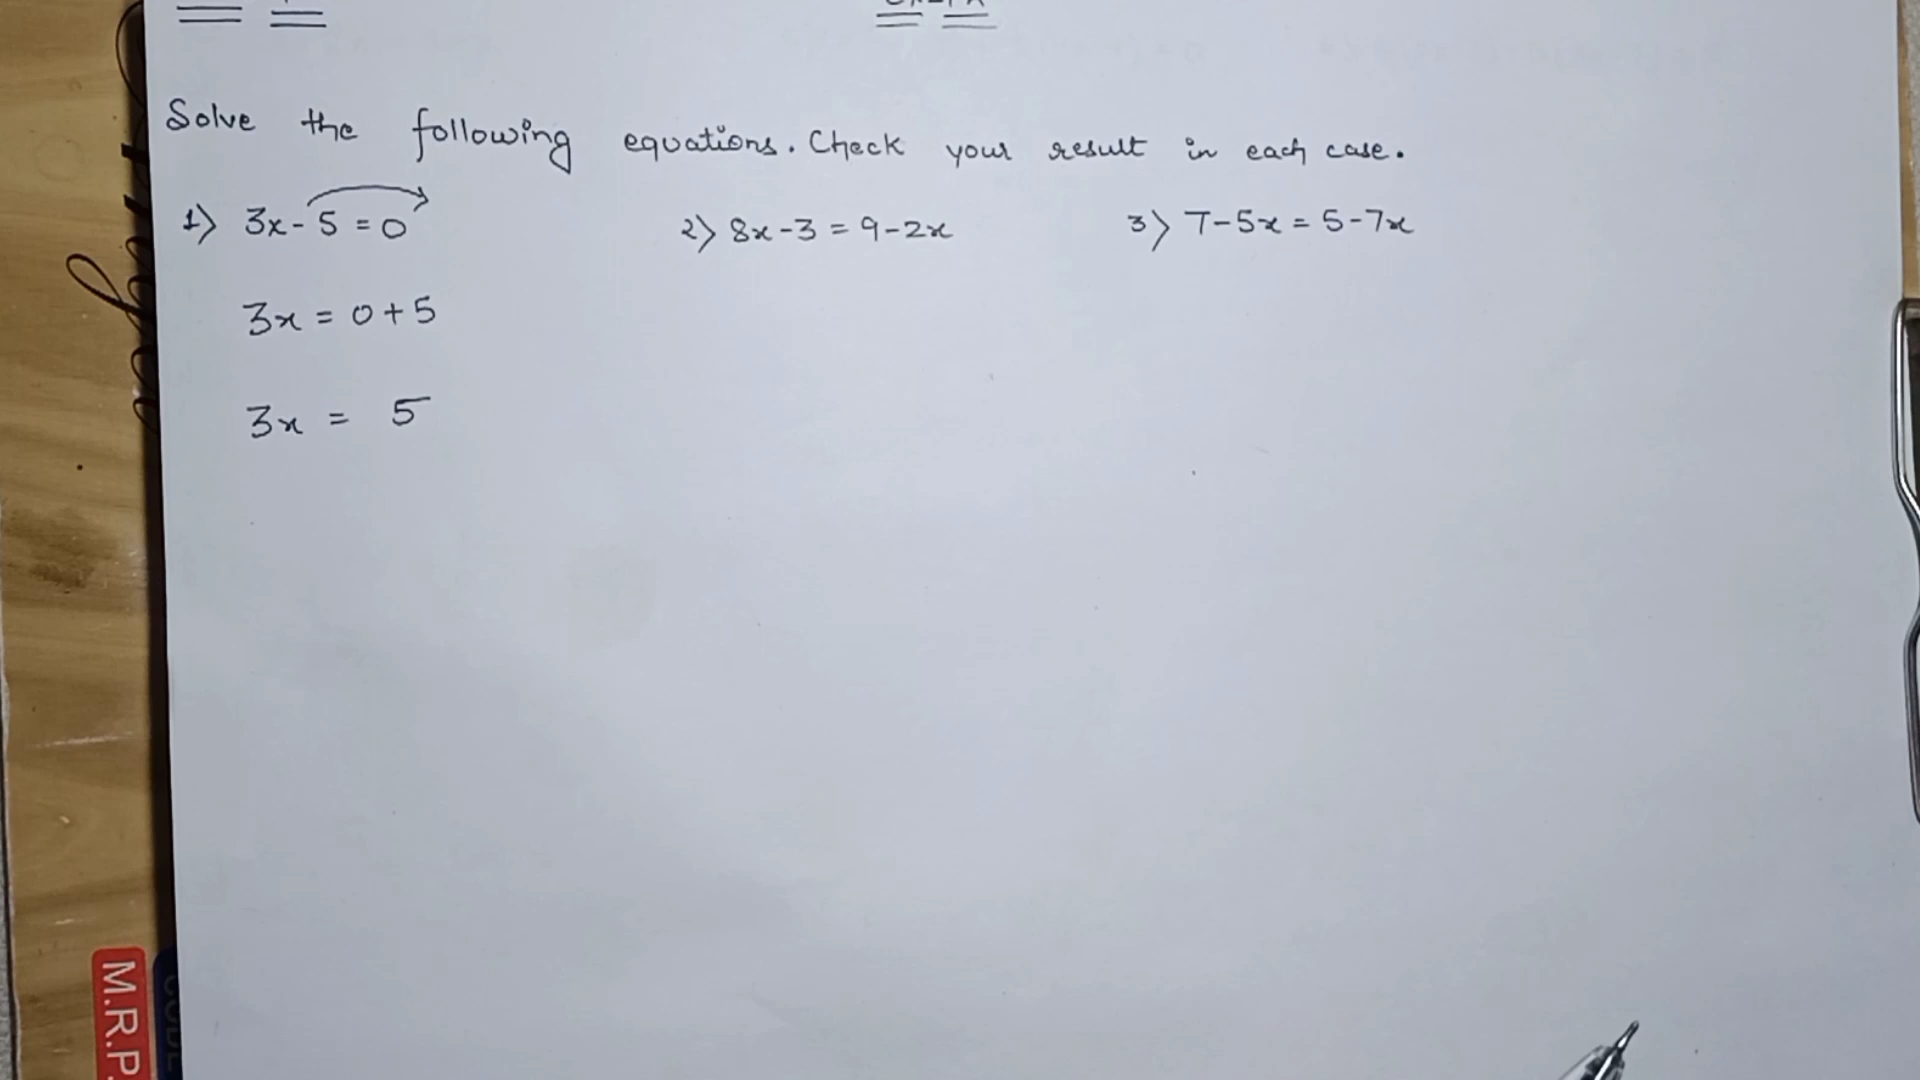 Solve the following equations. Check your result in each case.
1) 3x - 5 = 0
2) 8x - 3 = 9 - 2x
3) 7 - 5x = 5 - 7x
3x = 0 + 5
3x = 5
M.R.P.
CODE